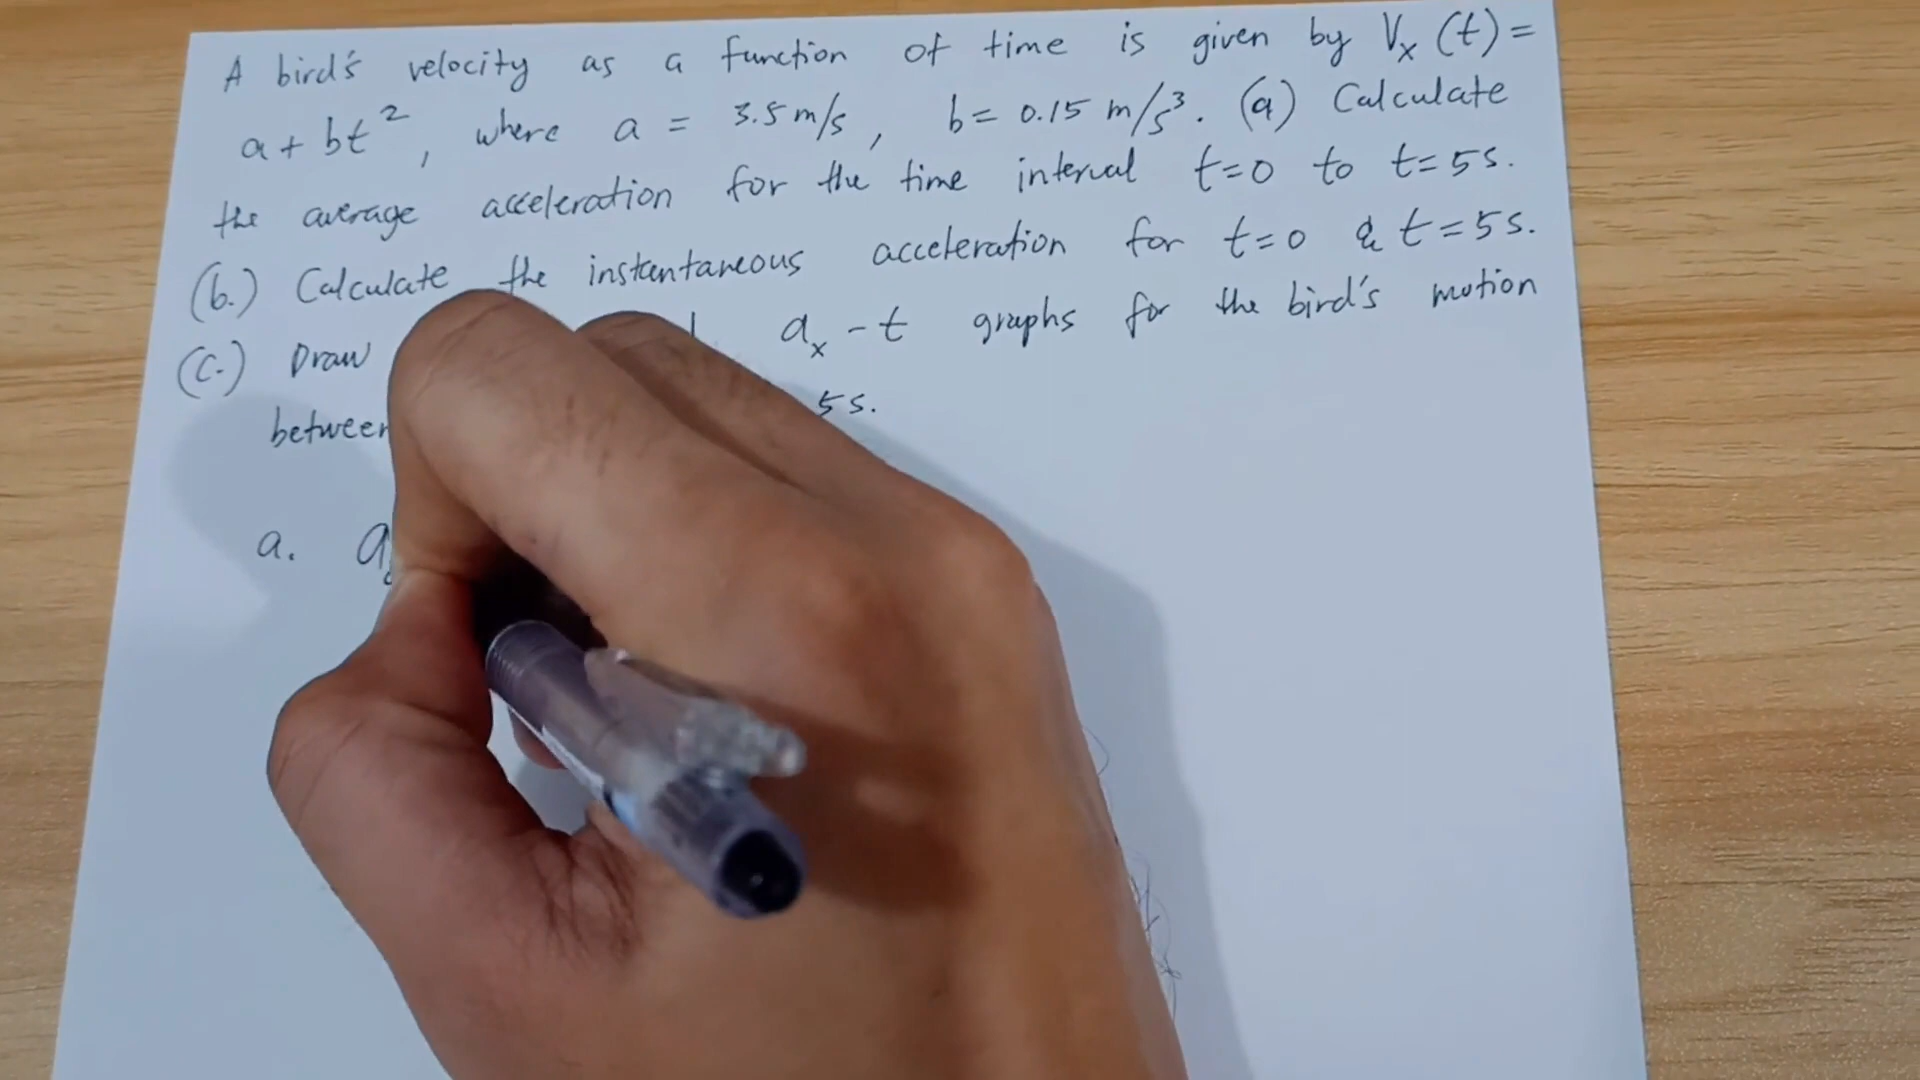 A bird's velocity as a function of time is given by Vx (t) =
a + bt², where a = 3.5 m/s, b = 0.15 m/s³. (a) Calculate
the average acceleration for the time interval t=0 to t=5s.
(b.) Calculate the instantaneous acceleration for t=0 & t=5s.
(c.) Draw ax - t graphs for the bird's motion
between 5s.
a. a